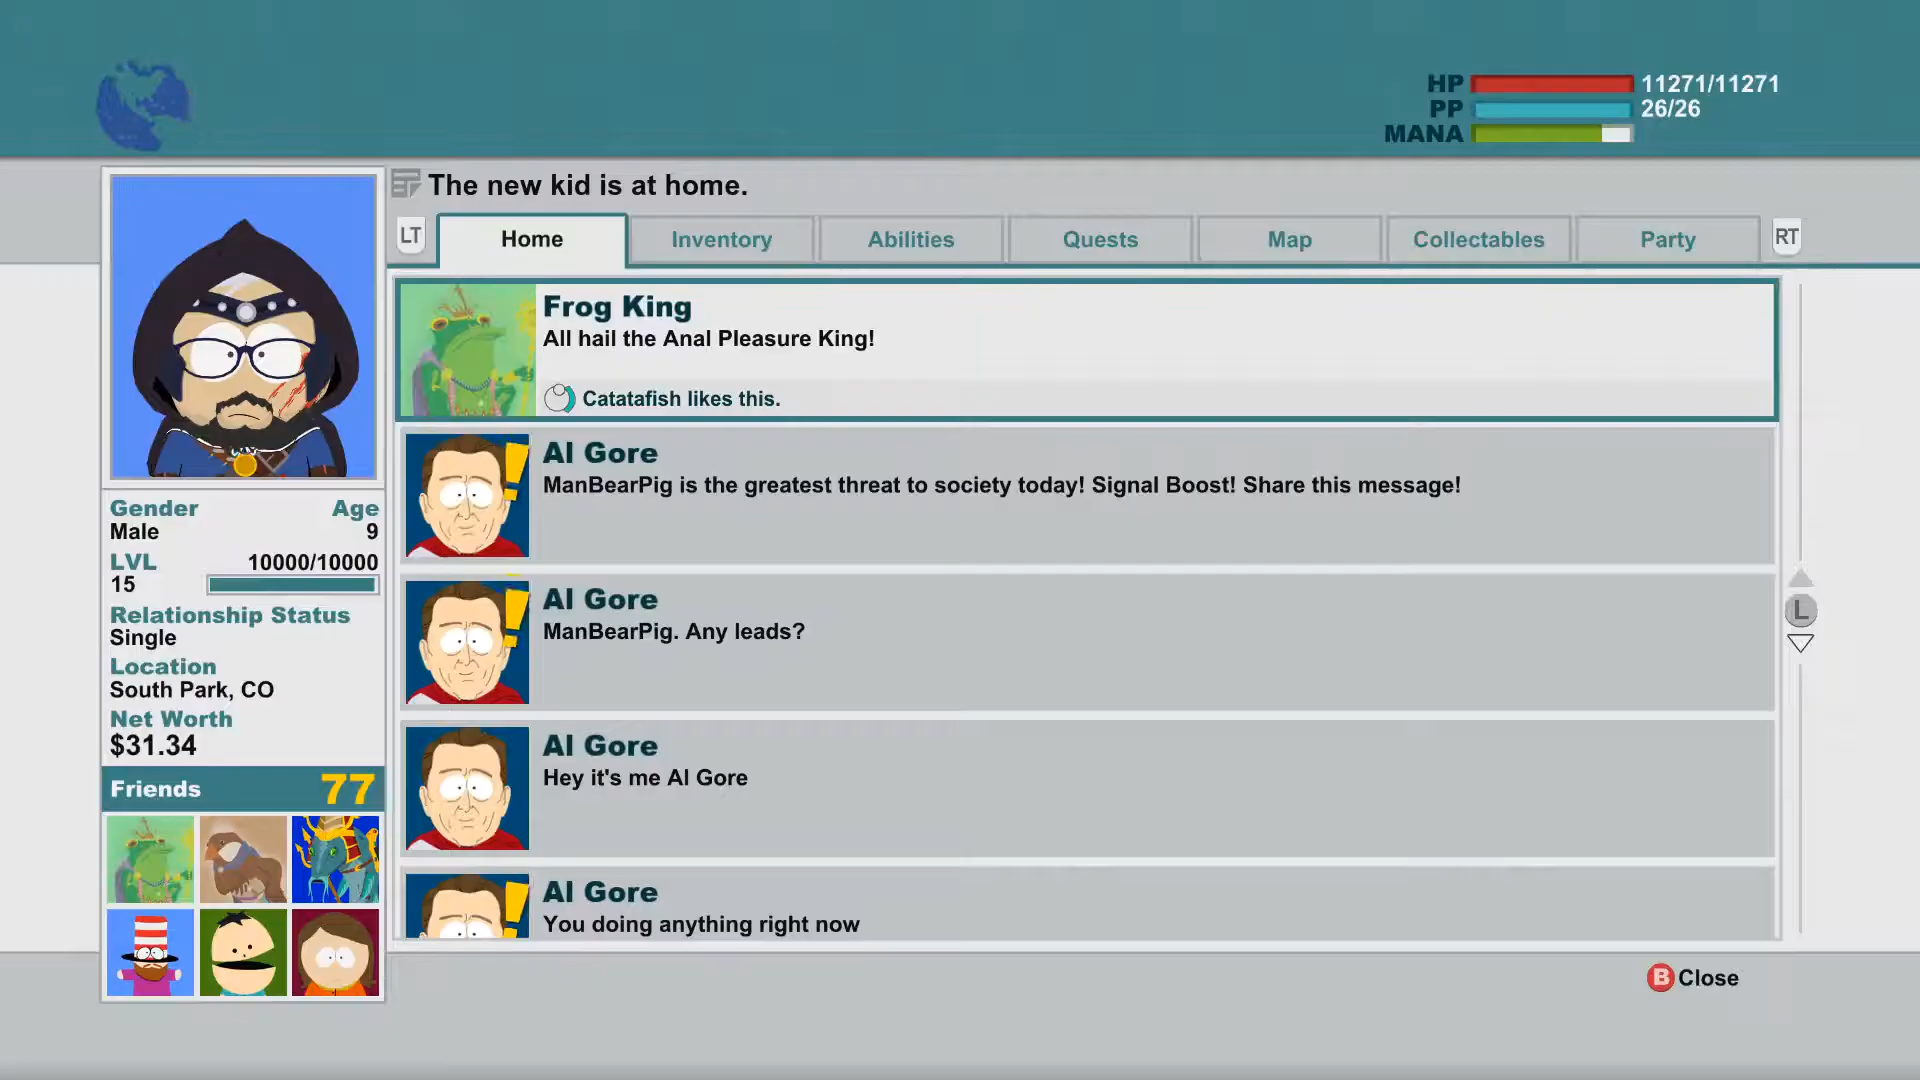 HP 11271/11271
PP 26/26
MANA
The new kid is at home.
LT Home Inventory Abilities Quests Map Collectables Party RT
Gender Age
Male 9
LVL 10000/10000
15
Relationship Status
Single
Location
South Park, CO
Net Worth
$31.34
Friends 77
Frog King
All hail the Anal Pleasure King!
Catatafish likes this.
Al Gore
ManBearPig is the greatest threat to society today! Signal Boost! Share this message!
Al Gore
ManBearPig. Any leads?
Al Gore
Hey it's me Al Gore
Al Gore
You doing anything right now
L
B Close